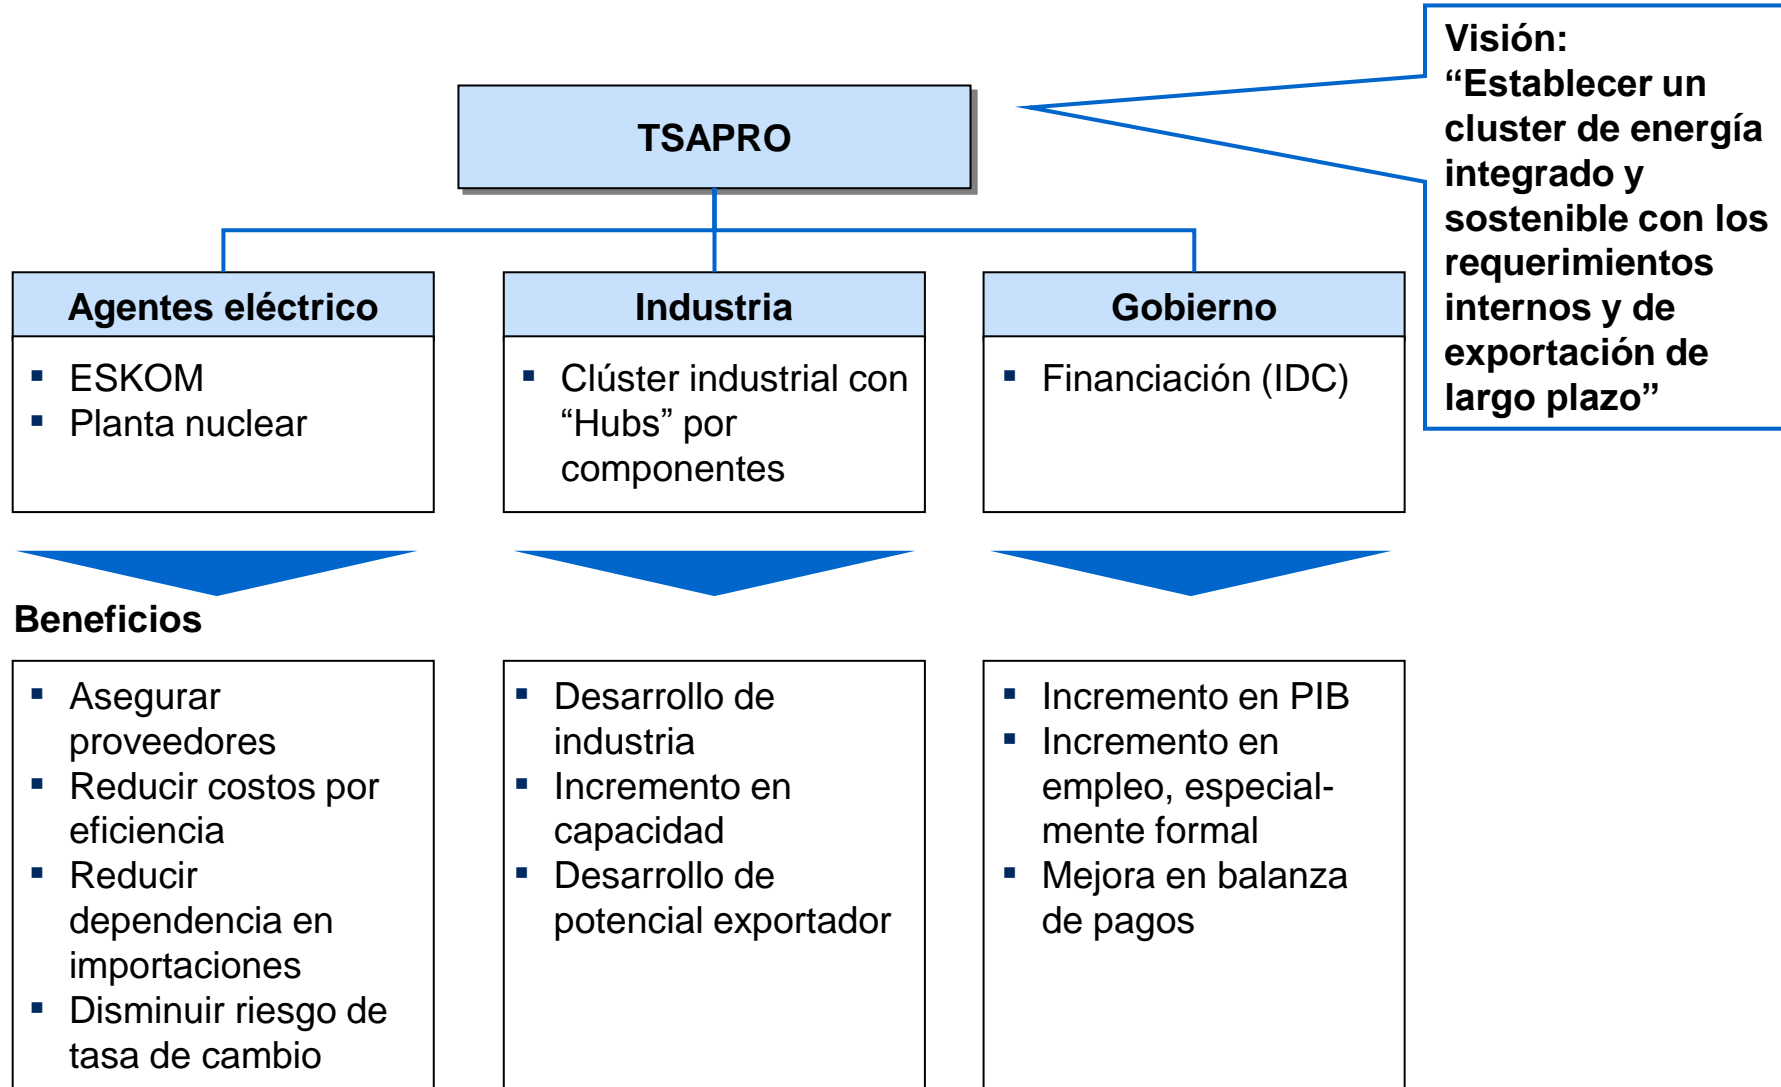 Visión:
“Establecer un
cluster de energía
integrado y
sostenible con los
requerimientos
internos y de
exportación de
largo plazo”
TSAPRO
Agentes eléctrico
ESKOM
Planta nuclear
Industria
Clúster industrial con
“Hubs” por
componentes
Gobierno
Financiación (IDC)
Beneficios
Asegurar
proveedores
Reducir costos por
eficiencia
Reducir
dependencia en
importaciones
Disminuir riesgo de
tasa de cambio
Desarrollo de
industria
Incremento en
capacidad
Desarrollo de
potencial exportador
Incremento en PIB
Incremento en
empleo, especial-
mente formal
Mejora en balanza
de pagos